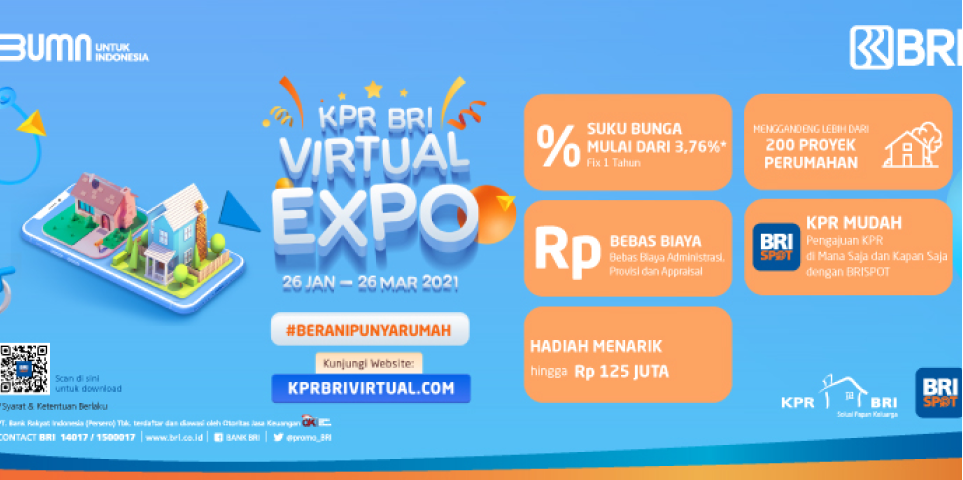 BUMN UNTUK
INDONESIA
BRI
KPR BRI
VIRTUAL
EXPO
26 JAN – 26 MAR 2021
#BERANIPUNYARUMAH
Kunjungi Website:
KPRBRIVIRTUAL.COM
% SUKU BUNGA
MULAI DARI 3,76%*
Fix 1 Tahun
MENGGANDENG LEBIH DARI
200 PROYEK
PERUMAHAN
Rp BEBAS BIAYA
Bebas Biaya Administrasi,
Provisi dan Appraisal
BRI
SPOT
KPR MUDAH
Pengajuan KPR
di Mana Saja dan Kapan Saja
dengan BRISPOT
HADIAH MENARIK
hingga Rp 125 JUTA
Scan di sini
untuk download
*Syarat & Ketentuan Berlaku
PT. Bank Rakyat Indonesia (Persero) Tbk. terdaftar dan diawasi oleh Otoritas Jasa Keuangan
CONTACT BRI 14017 / 1500017 | www.bri.co.id | BANK BRI | @promo_BRI
KPR BRI
Solusi Papan Keluarga
BRI
SPOT